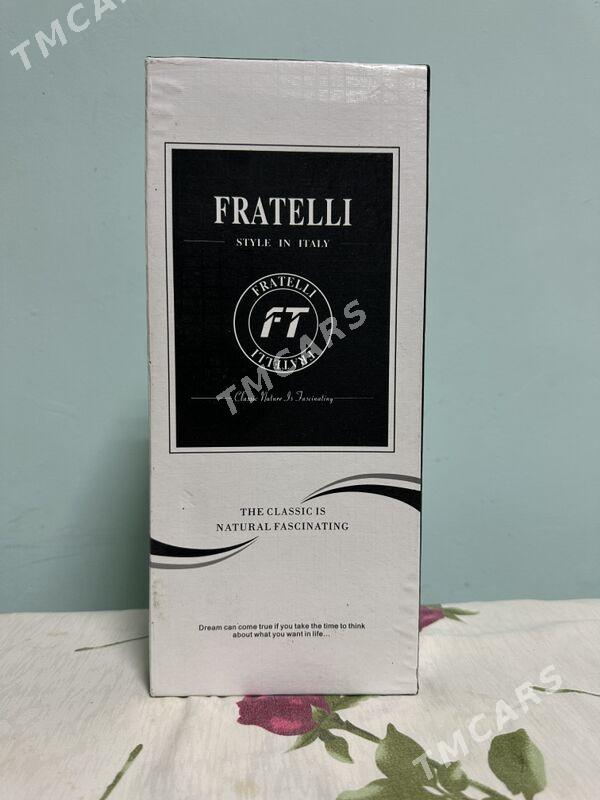 TMCARS
FRATELLI
STYLE IN ITALY
FRATELLI
FT
FRATELLI
TMCARS
Classic Nature Is Fascinating
THE CLASSIC IS
NATURAL FASCINATING
Dream can come true if you take the time to think
about what you want in life...
TMCARS